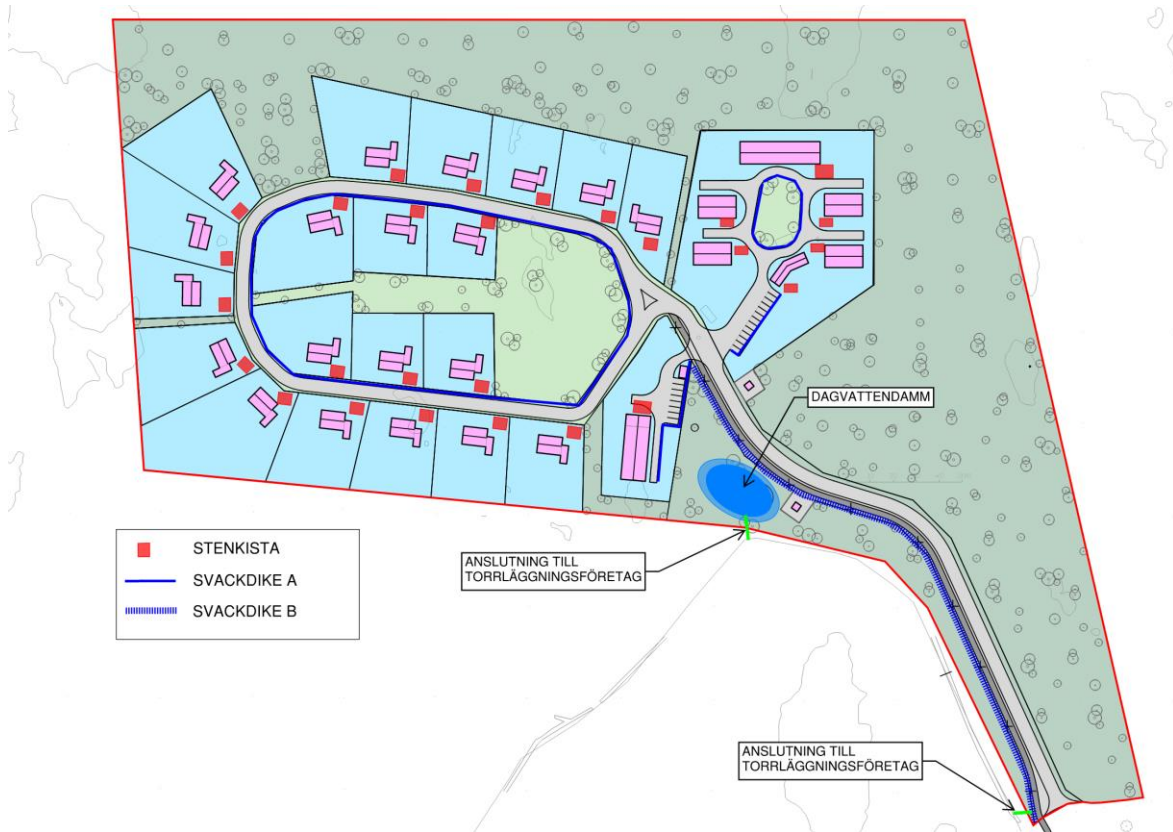 DAGVATTENDAMM
ANSLUTNING TILL
TORRLÄGGNINGSFÖRETAG
STENKISTA
SVACKDIKE A
SVACKDIKE B
ANSLUTNING TILL
TORRLÄGGNINGSFÖRETAG